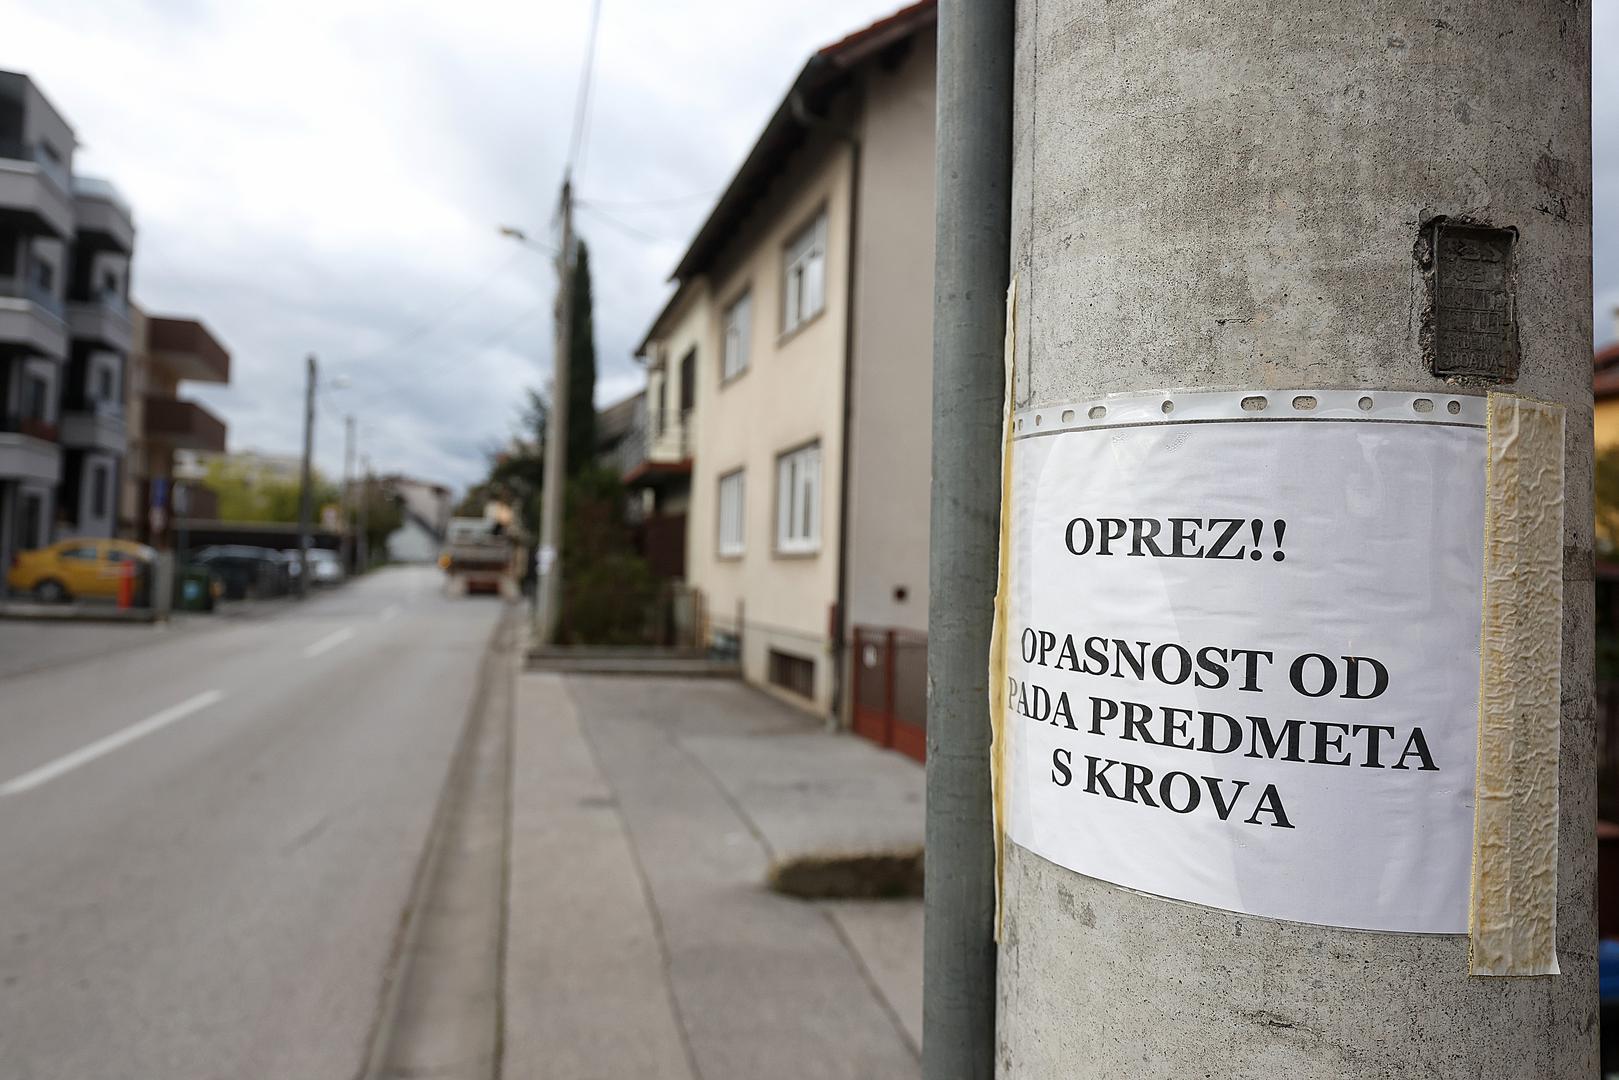 OPREZ!!
OPASNOST OD
PADA PREDMETA
S KROVA